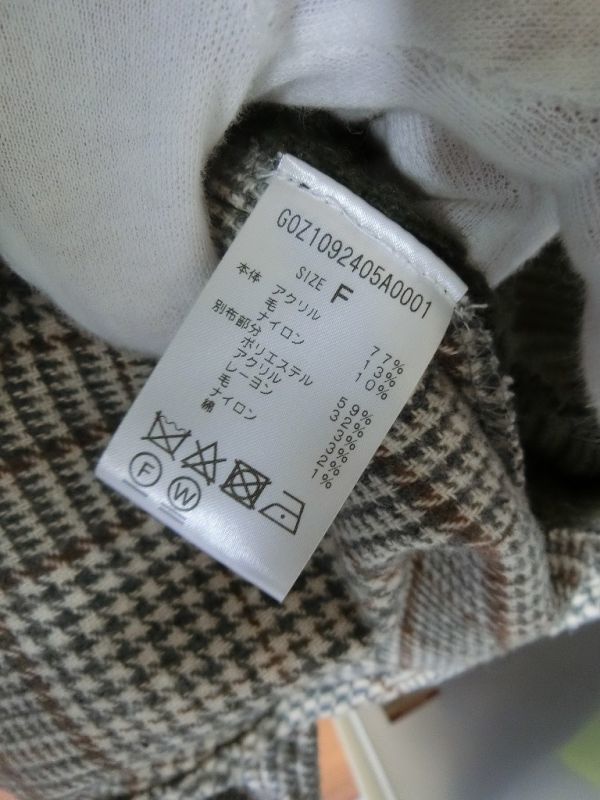 G0Z1092405A0001
SIZE F
本体 アクリル 77%
毛 13%
ナイロン 10%
別布部分 ポリエステル 59%
アクリル 32%
レーヨン 3%
毛 3%
ナイロン 2%
綿 1%
F W